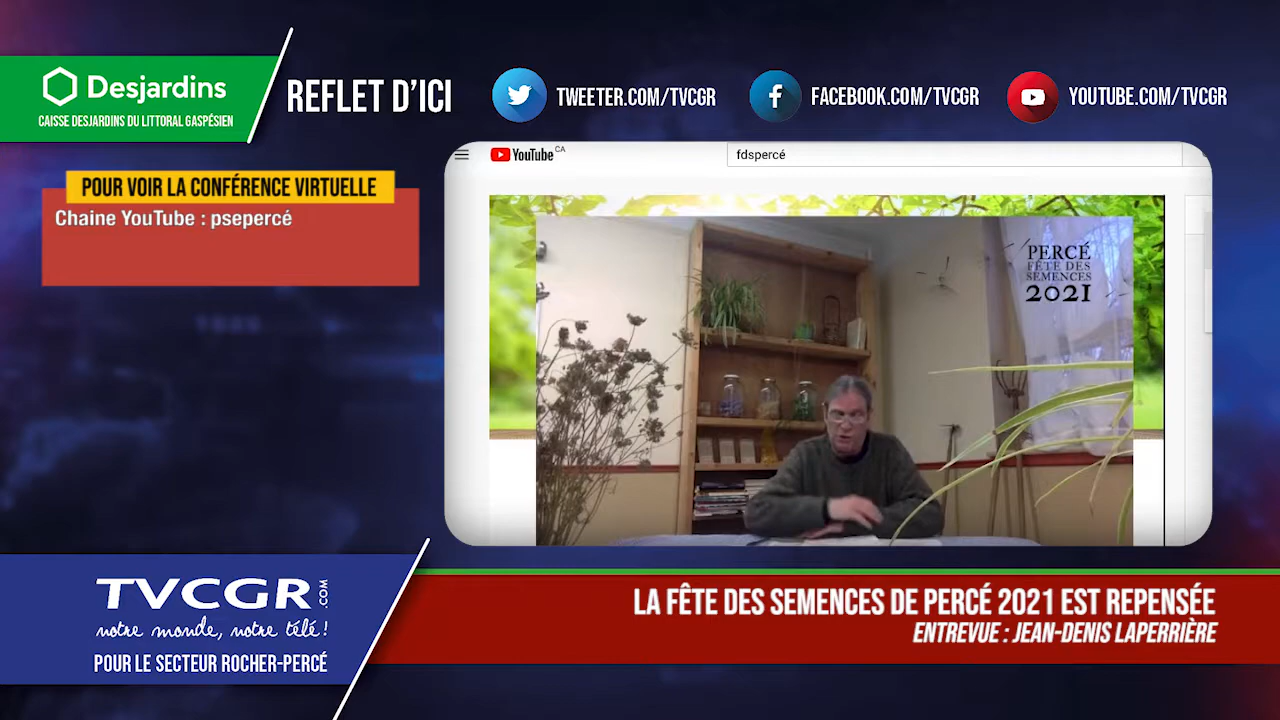 Desjardins
CAISSE DESJARDINS DU LITTORAL GASPÉSIEN
REFLET D'ICI
TWEETER.COM/TVCGR
FACEBOOK.COM/TVCGR
YOUTUBE.COM/TVCGR
YouTube CA
fdspercé
POUR VOIR LA CONFÉRENCE VIRTUELLE
Chaine YouTube : psepercé
PERCÉ
FÊTE DES
SEMENCES
2021
TVCGR.COM
notre monde, notre télé!
POUR LE SECTEUR ROCHER-PERCÉ
LA FÊTE DES SEMENCES DE PERCÉ 2021 EST REPENSÉE
ENTREVUE : JEAN-DENIS LAPERRIÈRE